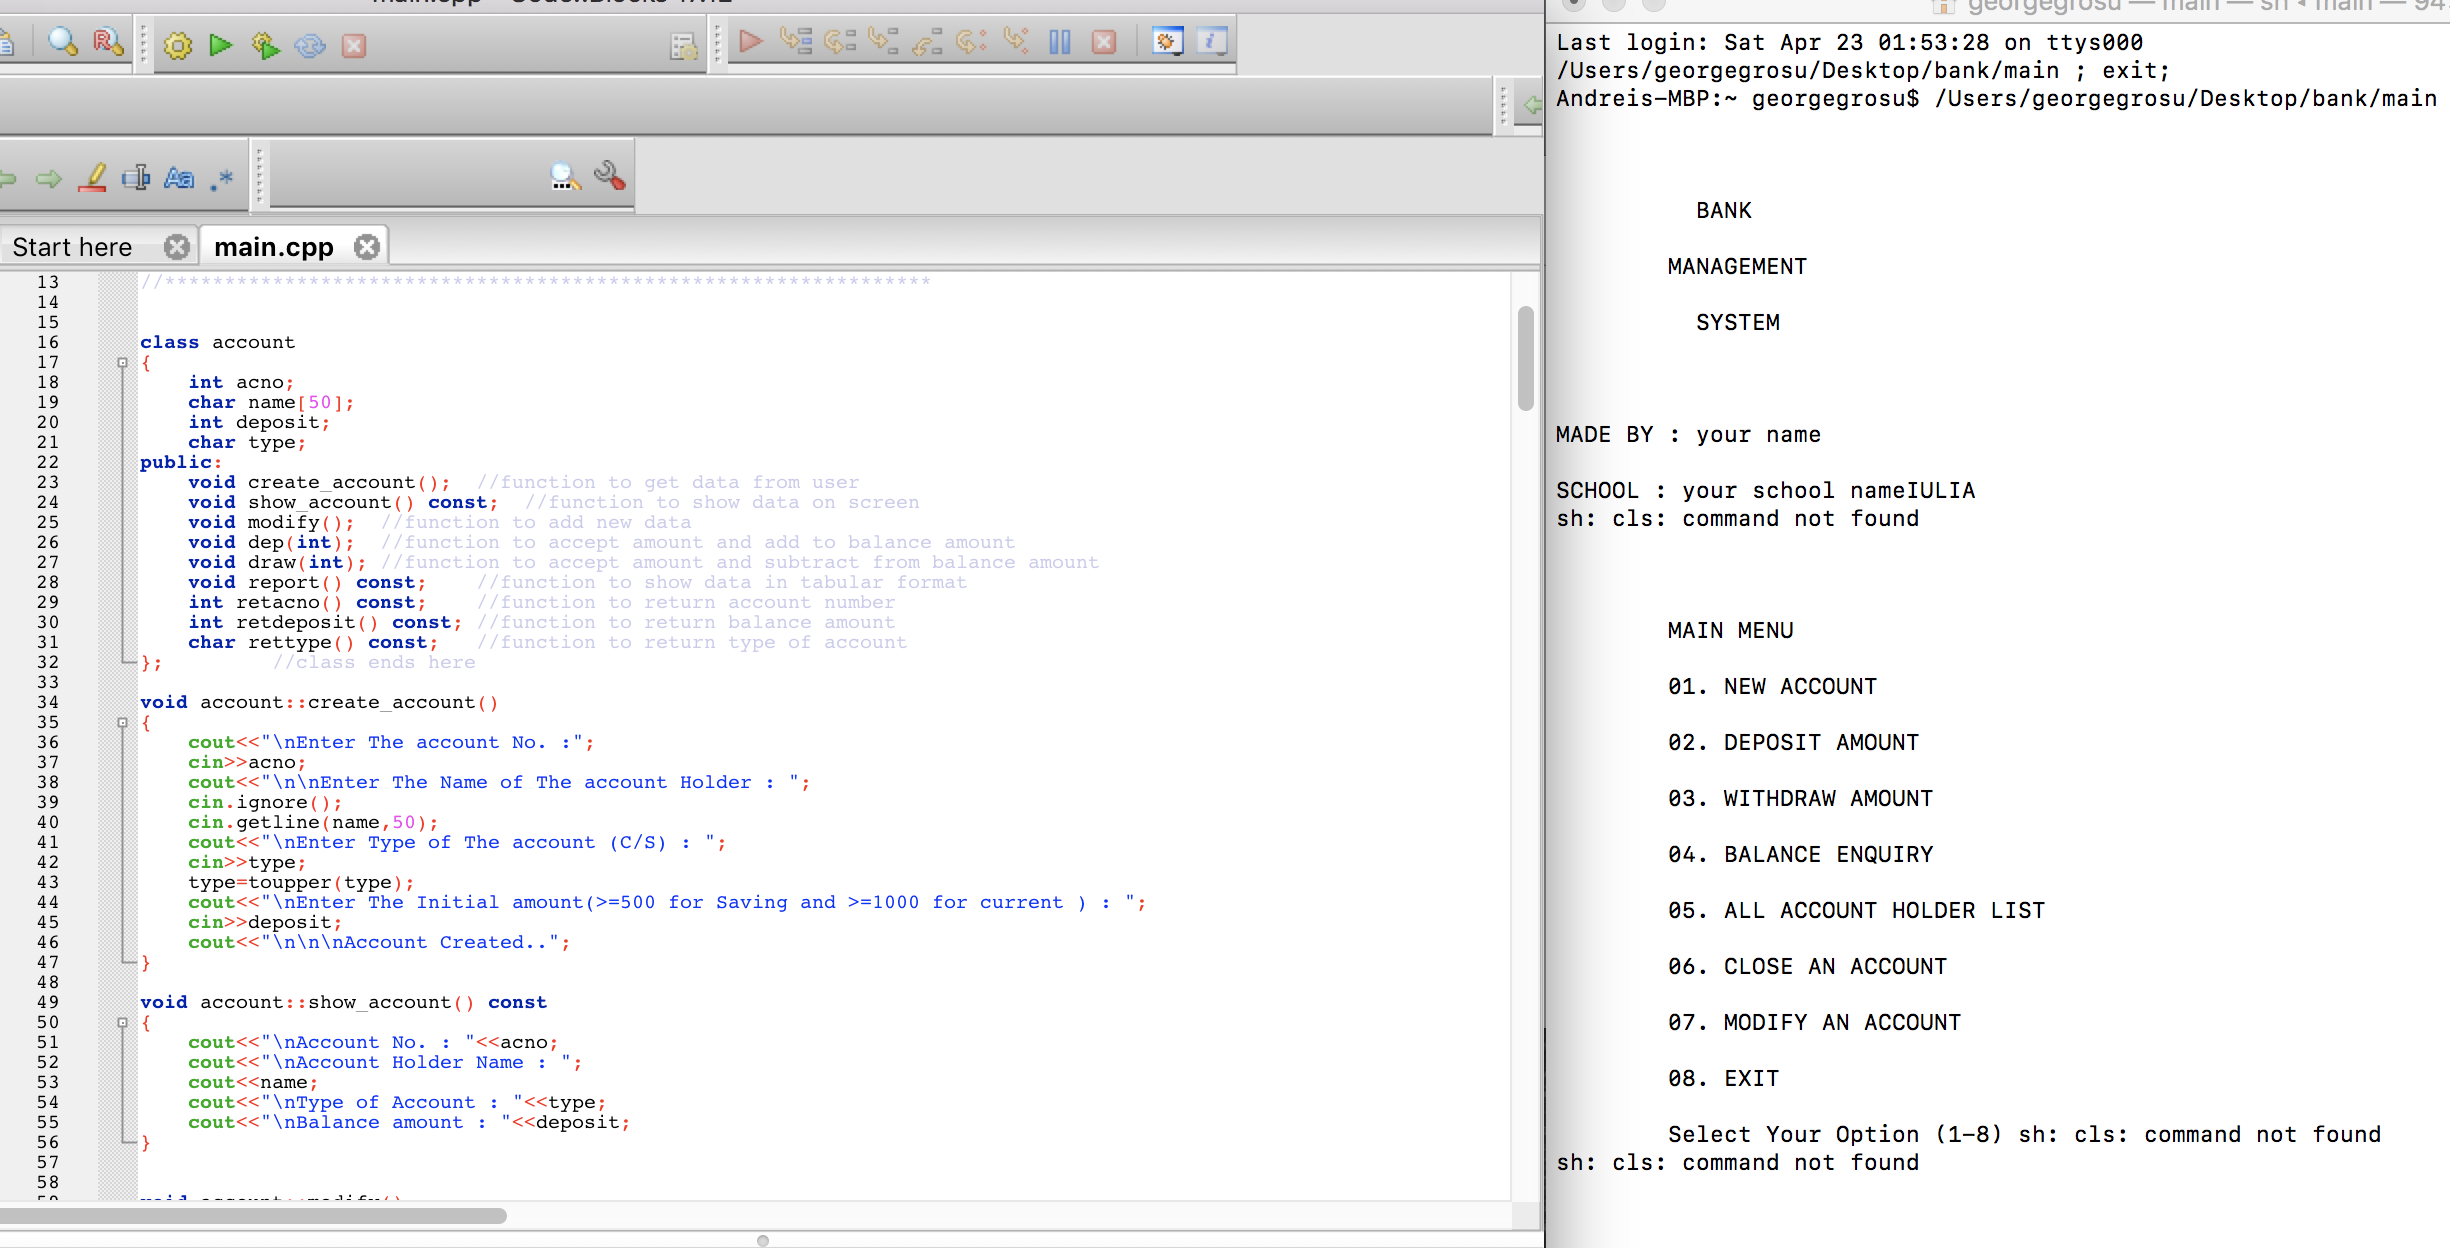 main.cpp
Start here
main.cpp
13 //****************************************************************
14
15
16 class account
17 {
18 int acno;
19 char name[50];
20 int deposit;
21 char type;
22 public:
23 void create_account(); //function to get data from user
24 void show_account() const; //function to show data on screen
25 void modify(); //function to add new data
26 void dep(int); //function to accept amount and add to balance amount
27 void draw(int); //function to accept amount and subtract from balance amount
28 void report() const; //function to show data in tabular format
29 int retacno() const; //function to return account number
30 int retdeposit() const; //function to return balance amount
31 char rettype() const; //function to return type of account
32 }; //class ends here
33
34 void account::create_account()
35 {
36 cout<<"\nEnter The account No. :";
37 cin>>acno;
38 cout<<"\n\nEnter The Name of The account Holder : ";
39 cin.ignore();
40 cin.getline(name,50);
41 cout<<"\nEnter Type of The account (C/S) : ";
42 cin>>type;
43 type=toupper(type);
44 cout<<"\nEnter The Initial amount(>=500 for Saving and >=1000 for current ) : ";
45 cin>>deposit;
46 cout<<"\n\n\nAccount Created..";
47 }
48
49 void account::show_account() const
50 {
51 cout<<"\nAccount No. : "<<acno;
52 cout<<"\nAccount Holder Name : ";
53 cout<<name;
54 cout<<"\nType of Account : "<<type;
55 cout<<"\nBalance amount : "<<deposit;
56 }
57
58
georgegrosu — main — sh ◂ main — 94
Last login: Sat Apr 23 01:53:28 on ttys000
/Users/georgegrosu/Desktop/bank/main ; exit;
Andreis-MBP:~ georgegrosu$ /Users/georgegrosu/Desktop/bank/main
BANK
MANAGEMENT
SYSTEM
MADE BY : your name
SCHOOL : your school nameIULIA
sh: cls: command not found
MAIN MENU
01. NEW ACCOUNT
02. DEPOSIT AMOUNT
03. WITHDRAW AMOUNT
04. BALANCE ENQUIRY
05. ALL ACCOUNT HOLDER LIST
06. CLOSE AN ACCOUNT
07. MODIFY AN ACCOUNT
08. EXIT
Select Your Option (1-8) sh: cls: command not found
sh: cls: command not found